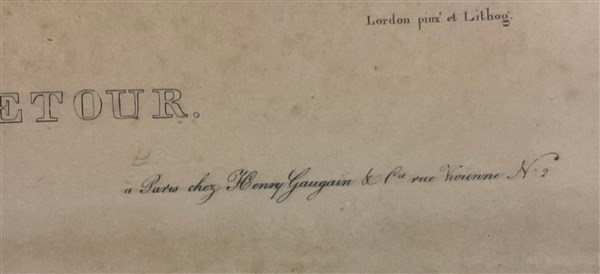 Lordon pinx.t et Lithog.
ETOUR.
à Paris chez Henry Gaugain & C.ie rue Vivienne N.o 2